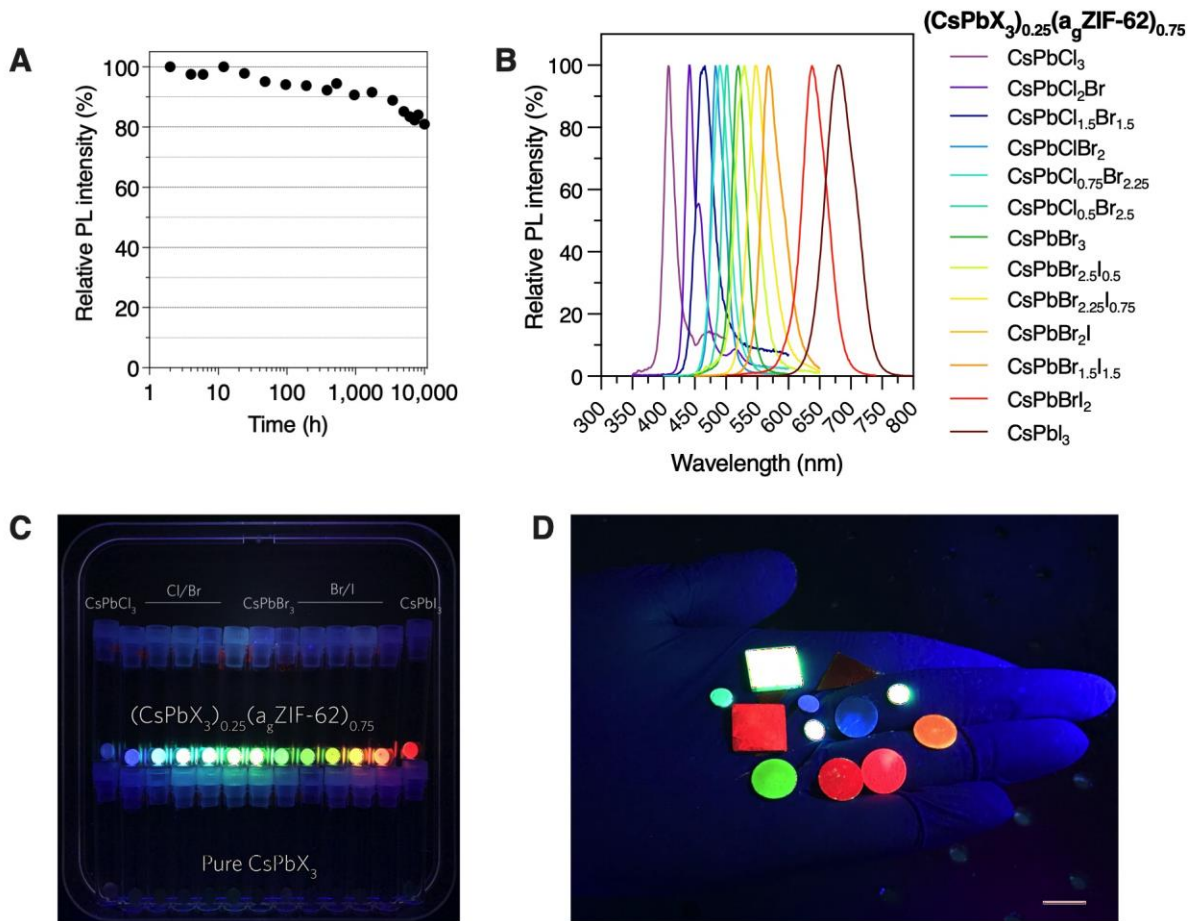 A
Relative PL intensity (%)
100
80
60
40
20
0
1
10
100
1,000
10,000
Time (h)
B
Relative PL intensity (%)
100
80
60
40
20
0
300
350
400
450
500
550
600
650
700
750
800
Wavelength (nm)
(CsPbX₃)₀.₂₅(a_gZIF-62)₀.₇₅
CsPbCl₃
CsPbCl₂Br
CsPbCl₁.₅Br₁.₅
CsPbClBr₂
CsPbCl₀.₇₅Br₂.₂₅
CsPbCl₀.₅Br₂.₅
CsPbBr₃
CsPbBr₂.₅I₀.₅
CsPbBr₂.₂₅I₀.₇₅
CsPbBr₂I
CsPbBr₁.₅I₁.₅
CsPbBrI₂
CsPbI₃
C
CsPbCl₃
Cl/Br
CsPbBr₃
Br/I
CsPbI₃
(CsPbX₃)₀.₂₅(a_gZIF-62)₀.₇₅
Pure CsPbX₃
D